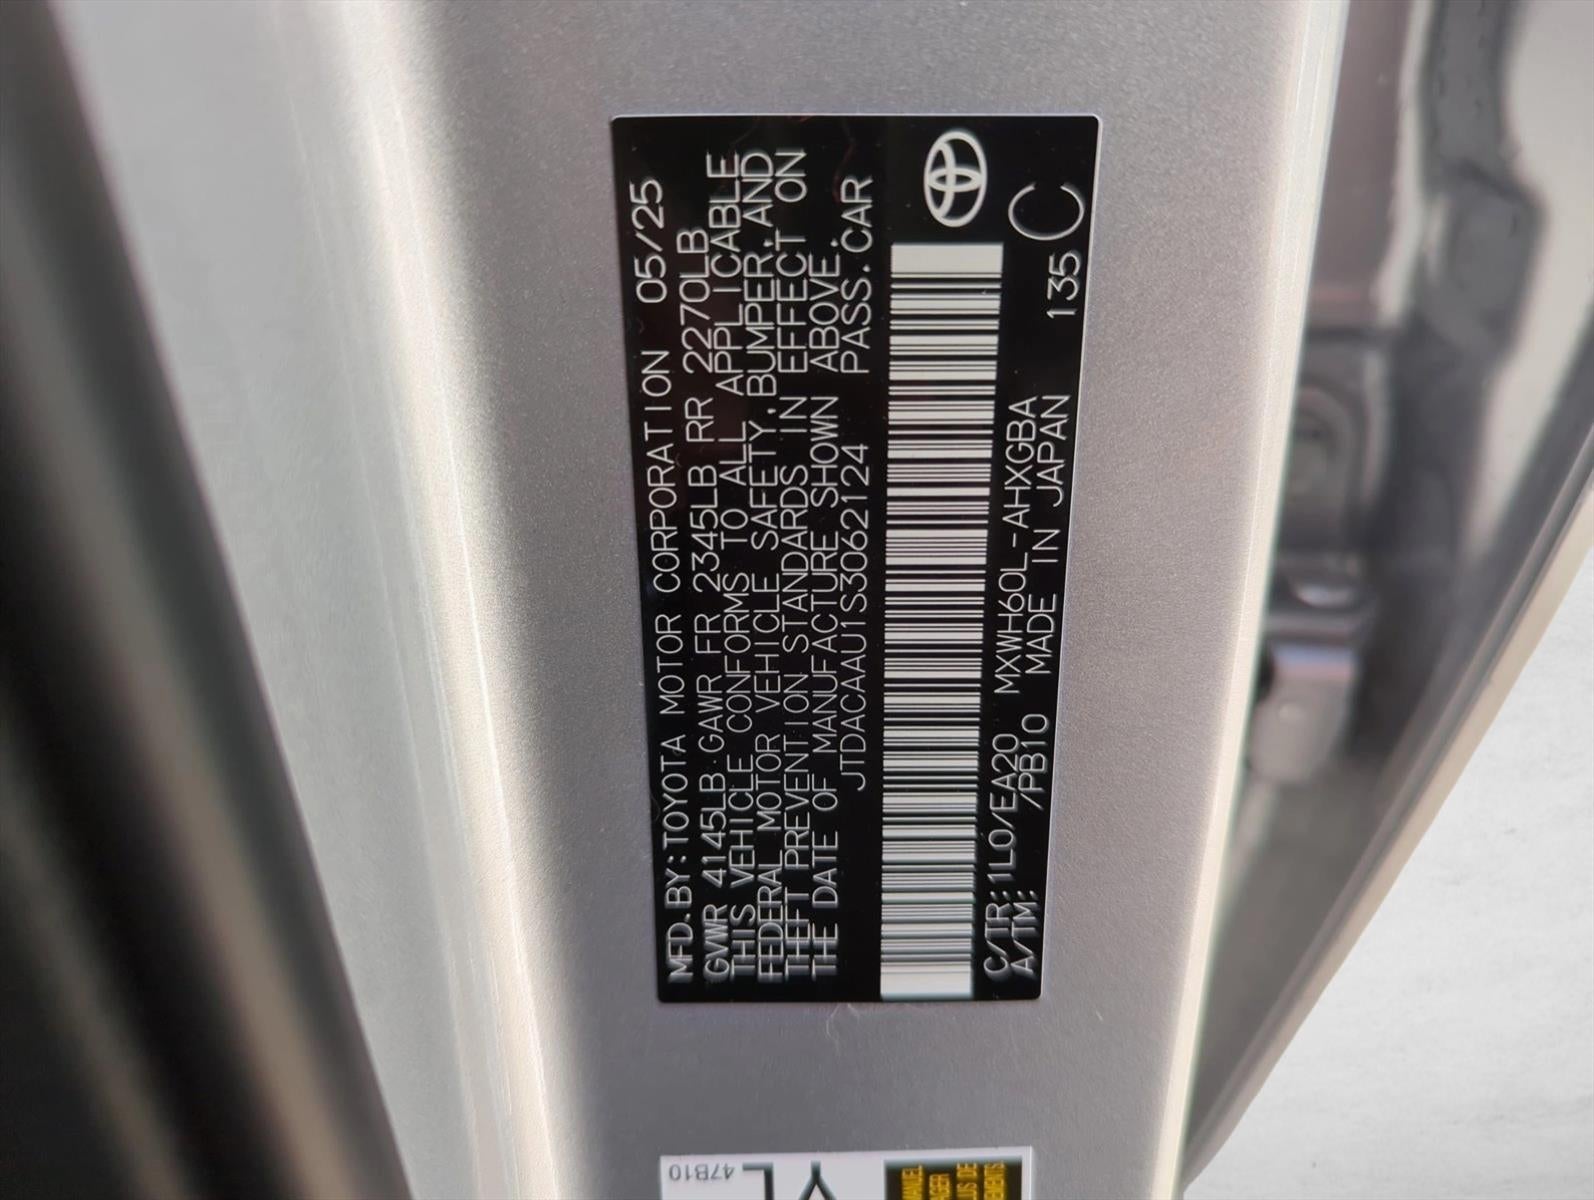 MFD.BY:TOYOTA MOTOR CORPORATION 05/25
GVWR 4145LB GAWR FR 2345LB RR 2270LB
THIS VEHICLE CONFORMS TO ALL APPLICABLE
FEDERAL MOTOR VEHICLE SAFETY, BUMPER, AND
THEFT PREVENTION STANDARDS IN EFFECT ON
THE DATE OF MANUFACTURE SHOWN ABOVE.
JTDACAAU1S3062124 PASS.CAR
C/TR:1L0/EA20 MXWH60L-AHXGBA 135 C
A/TM: /PB10 MADE IN JAPAN
47B10
MANUEL